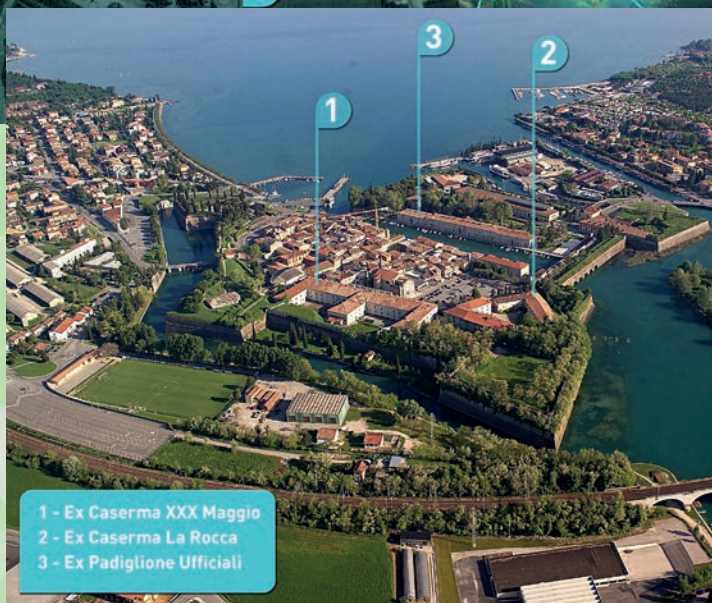 3
2
1
1 - Ex Caserma XXX Maggio
2 - Ex Caserma La Rocca
3 - Ex Padiglione Ufficiali